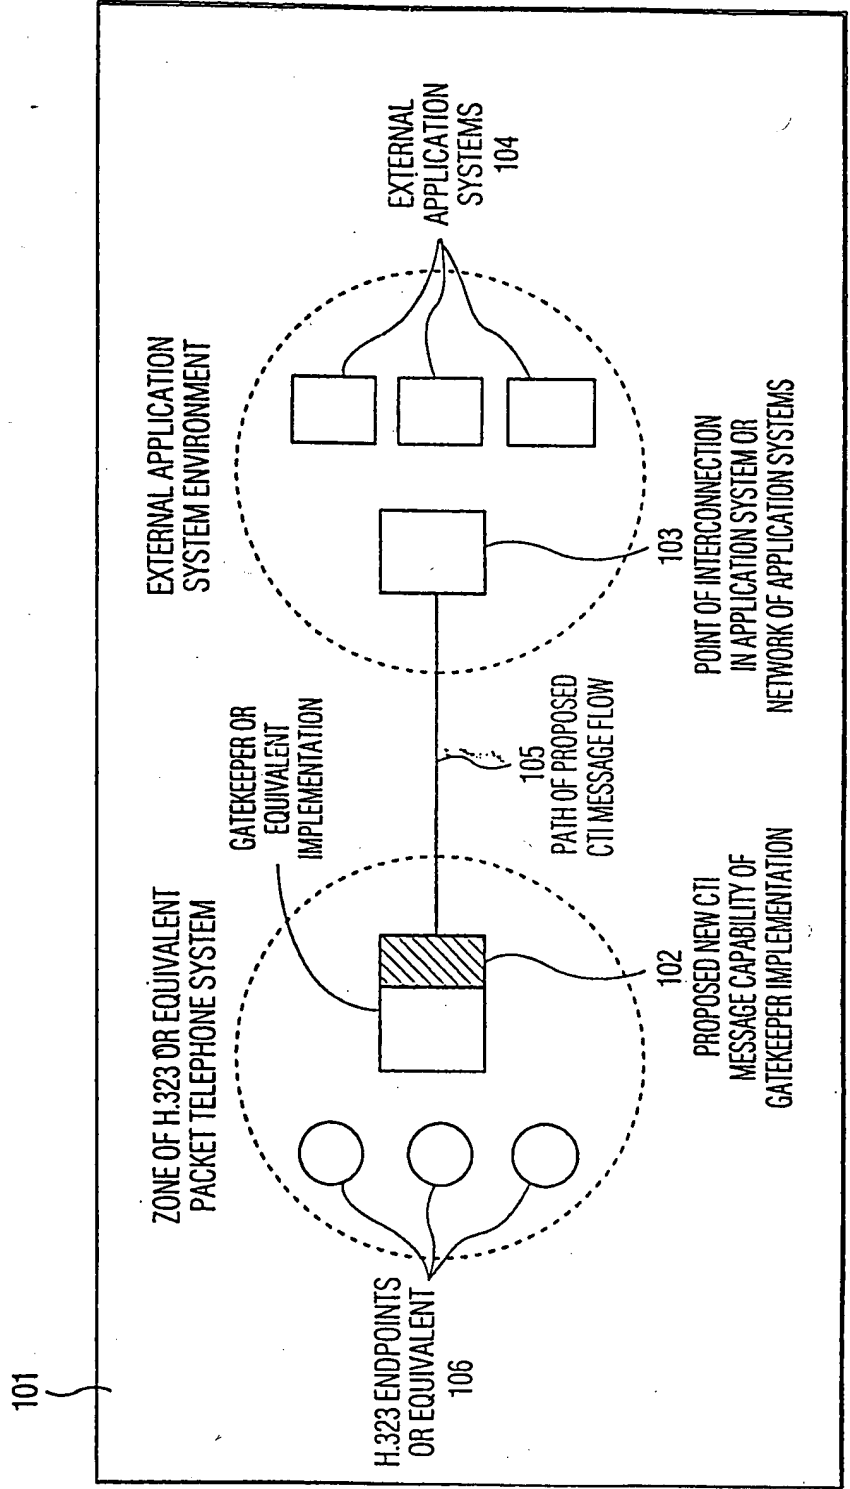 101
ZONE OF H.323 OR EQUIVALENT
PACKET TELEPHONE SYSTEM
GATEKEEPER OR
EQUIVALENT
IMPLEMENTATION
EXTERNAL APPLICATION
SYSTEM ENVIRONMENT
H.323 ENDPOINTS
OR EQUIVALENT
106
105
PATH OF PROPOSED
CTI MESSAGE FLOW
EXTERNAL
APPLICATION
SYSTEMS
104
102
PROPOSED NEW CTI
MESSAGE CAPABILITY OF
GATEKEEPER IMPLEMENTATION
103
POINT OF INTERCONNECTION
IN APPLICATION SYSTEM OR
NETWORK OF APPLICATION SYSTEMS